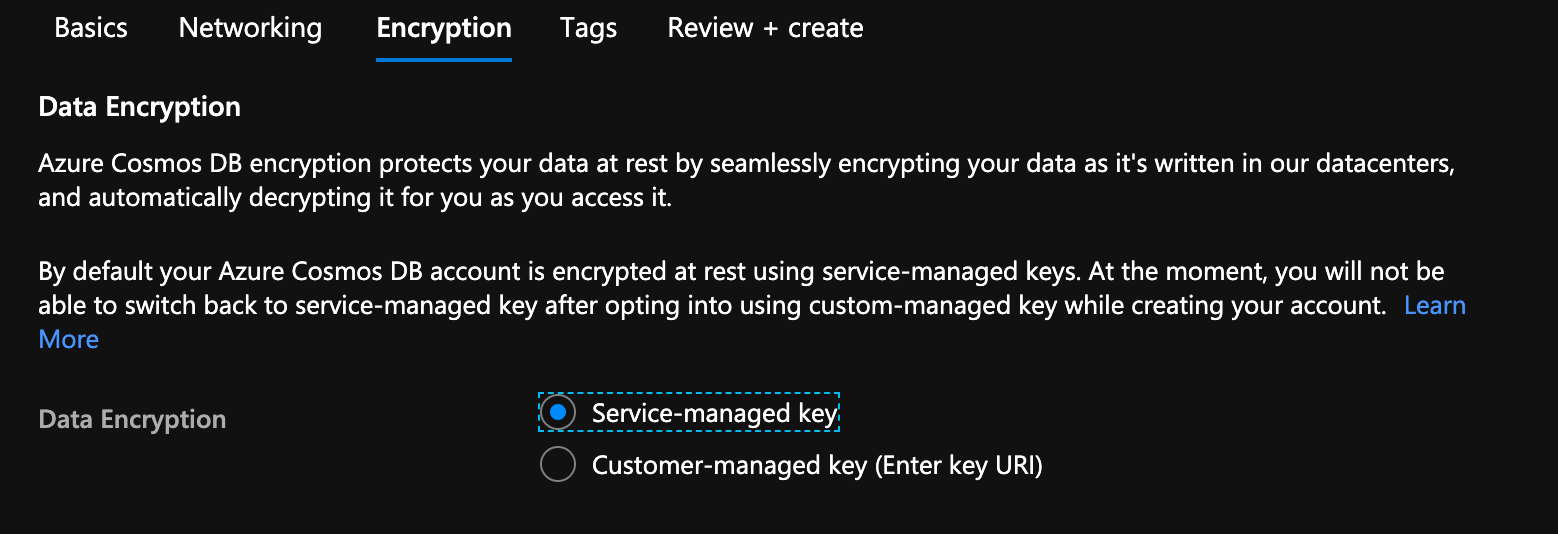 Basics Networking Encryption Tags Review + create
Data Encryption
Azure Cosmos DB encryption protects your data at rest by seamlessly encrypting your data as it's written in our datacenters,
and automatically decrypting it for you as you access it.
By default your Azure Cosmos DB account is encrypted at rest using service-managed keys. At the moment, you will not be
able to switch back to service-managed key after opting into using custom-managed key while creating your account. Learn
More
Data Encryption Service-managed key
Customer-managed key (Enter key URI)